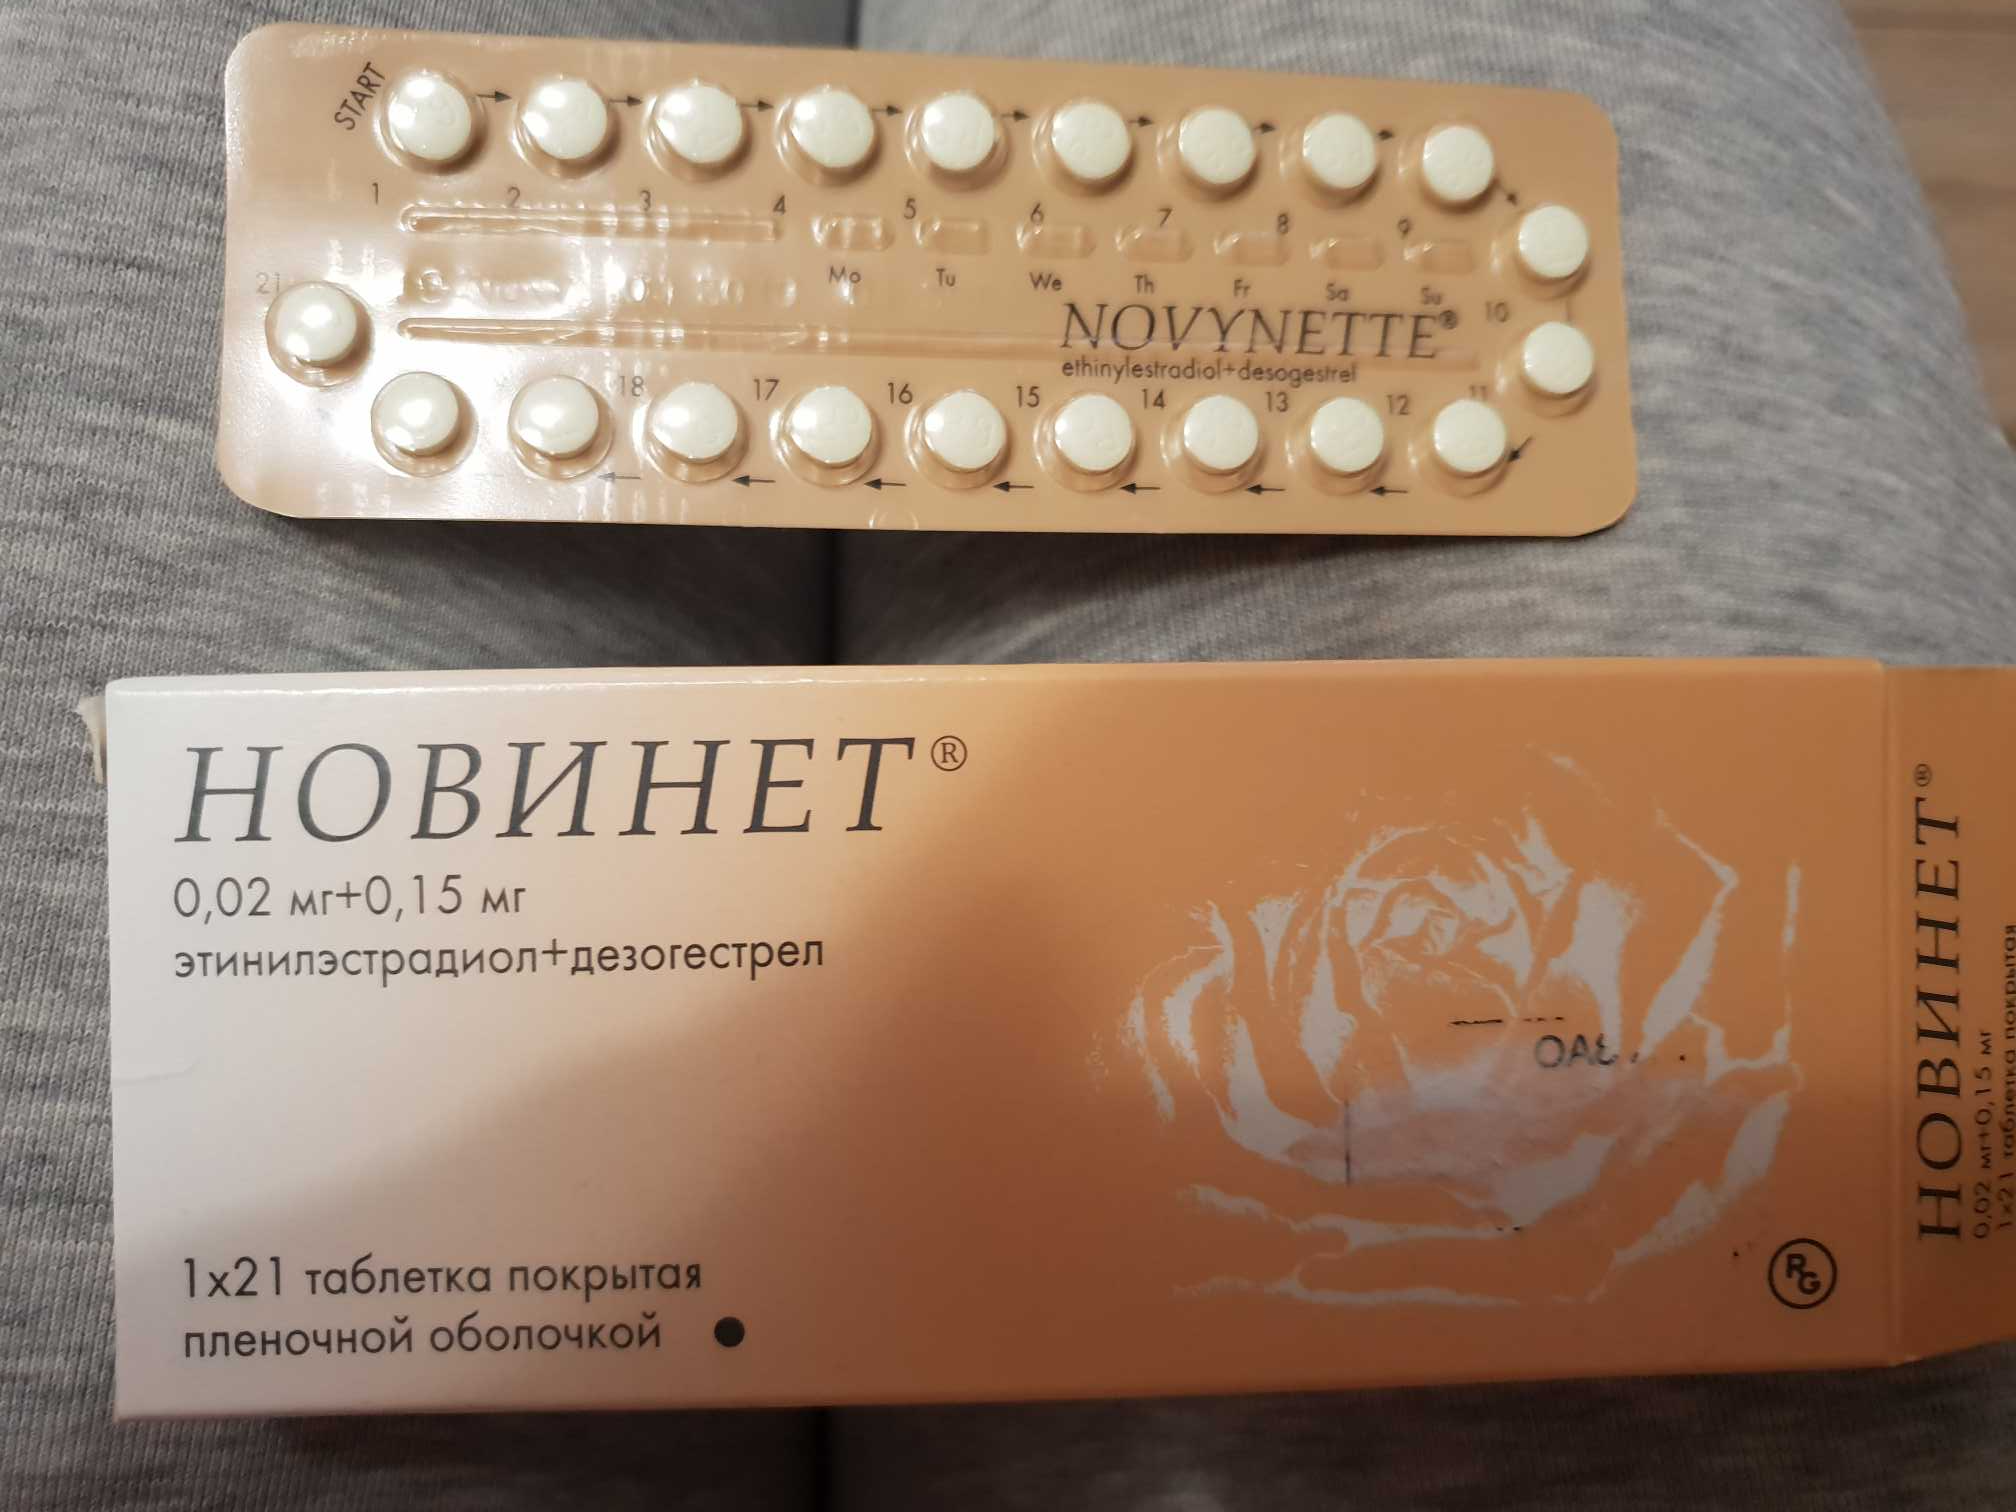 START
1 2 3 4 5 6 7 8 9
Mo Tu We Th Fr Sa Su
21
10
NOVYNETTE®
ethinylestradiol+desogestrel
18 17 16 15 14 13 12 11
НОВИНЕТ®
0,02 мг+0,15 мг
этинилэстрадиол+дезогестрел
1x21 таблетка покрытая
пленочной оболочкой
RG
НОВИНЕТ®
0,02 мг+0,15 мг
1x21 таблетка покрытая